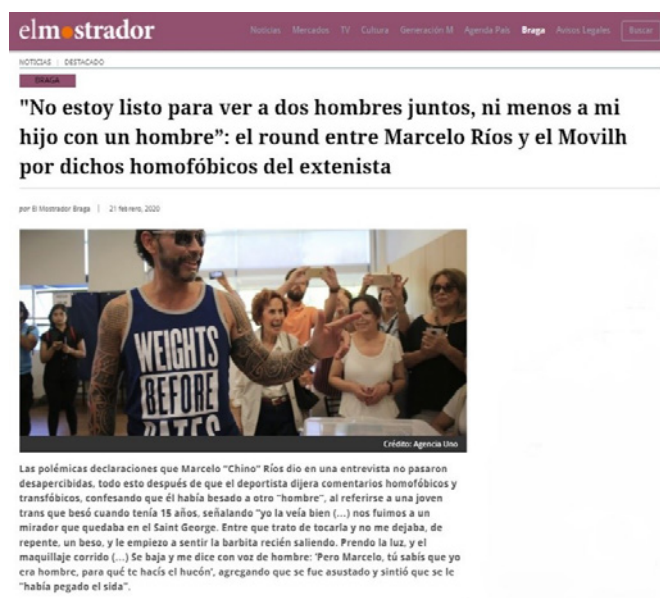 elmostrador
Noticias Mercados TV Cultura Generación M Agenda País Braga Avisos Legales Buscar
NOTICIAS | DESTACADO
BRAGA
"No estoy listo para ver a dos hombres juntos, ni menos a mi
hijo con un hombre”: el round entre Marcelo Ríos y el Movilh
por dichos homofóbicos del extenista
por El Mostrador Braga | 21 febrero, 2020
WEIGHTS
BEFORE
DATES
Crédito: Agencia Uno
Las polémicas declaraciones que Marcelo "Chino" Ríos dio en una entrevista no pasaron
desapercibidas, todo esto después de que el deportista dijera comentarios homofóbicos y
transfóbicos, confesando que él había besado a otro "hombre", al referirse a una joven
trans que besó cuando tenía 15 años, señalando "yo la veía bien (...) nos fuimos a un
mirador que quedaba en el Saint George. Entre que trato de tocarla y no me dejaba, de
repente, un beso, y le empiezo a sentir la barbita recién saliendo. Prendo la luz, y el
maquillaje corrido (...) Se baja y me dice con voz de hombre: 'Pero Marcelo, tú sabís que yo
era hombre, para qué te hacís el hueón', agregando que se fue asustado y sintió que se le
"había pegado el sida".